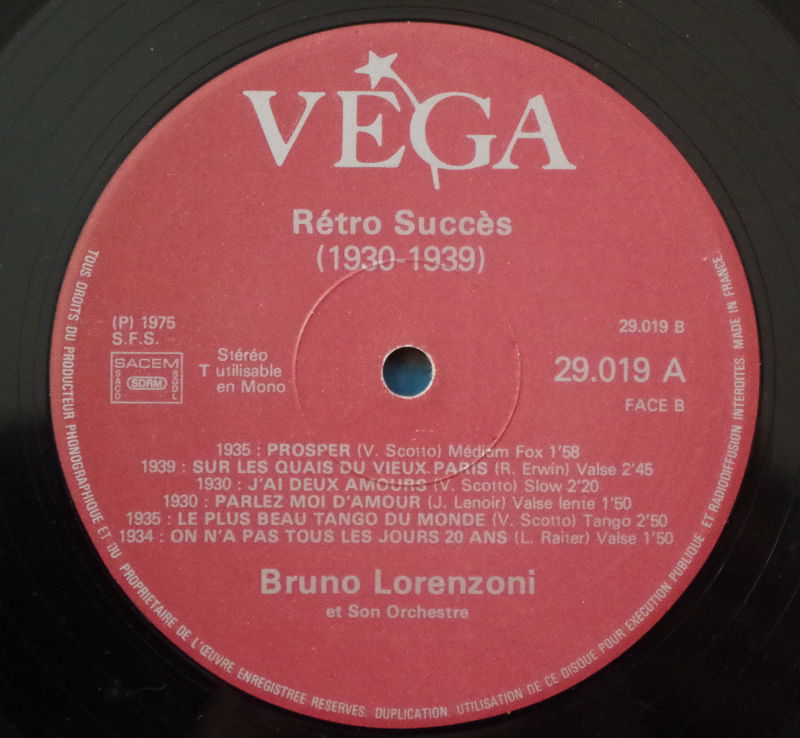 VÉGA
Rétro Succès
(1930-1939)
(P) 1975
S.F.S.
SACEM
SACD
SDRM
SGDL
Stéréo
T utilisable
en Mono
29.019 B
29.019 A
FACE B
1935 : PROSPER (V. Scotto) Médium Fox 1'58
1939 : SUR LES QUAIS DU VIEUX PARIS (R. Erwin) Valse 2'45
1930 : J'AI DEUX AMOURS (V. Scotto) Slow 2'20
1930 : PARLEZ MOI D'AMOUR (J. Lenoir) Valse lente 1'50
1935 : LE PLUS BEAU TANGO DU MONDE (V. Scotto) Tango 2'50
1934 : ON N'A PAS TOUS LES JOURS 20 ANS (L. Raiter) Valse 1'50
Bruno Lorenzoni
et Son Orchestre
TOUS DROITS DU PRODUCTEUR PHONOGRAPHIQUE ET DU PROPRIETAIRE DE L'ŒUVRE ENREGISTREE RESERVES. DUPLICATION, UTILISATION DE CE DISQUE POUR EXECUTION PUBLIQUE ET RADIODIFFUSION INTERDITES. MADE IN FRANCE